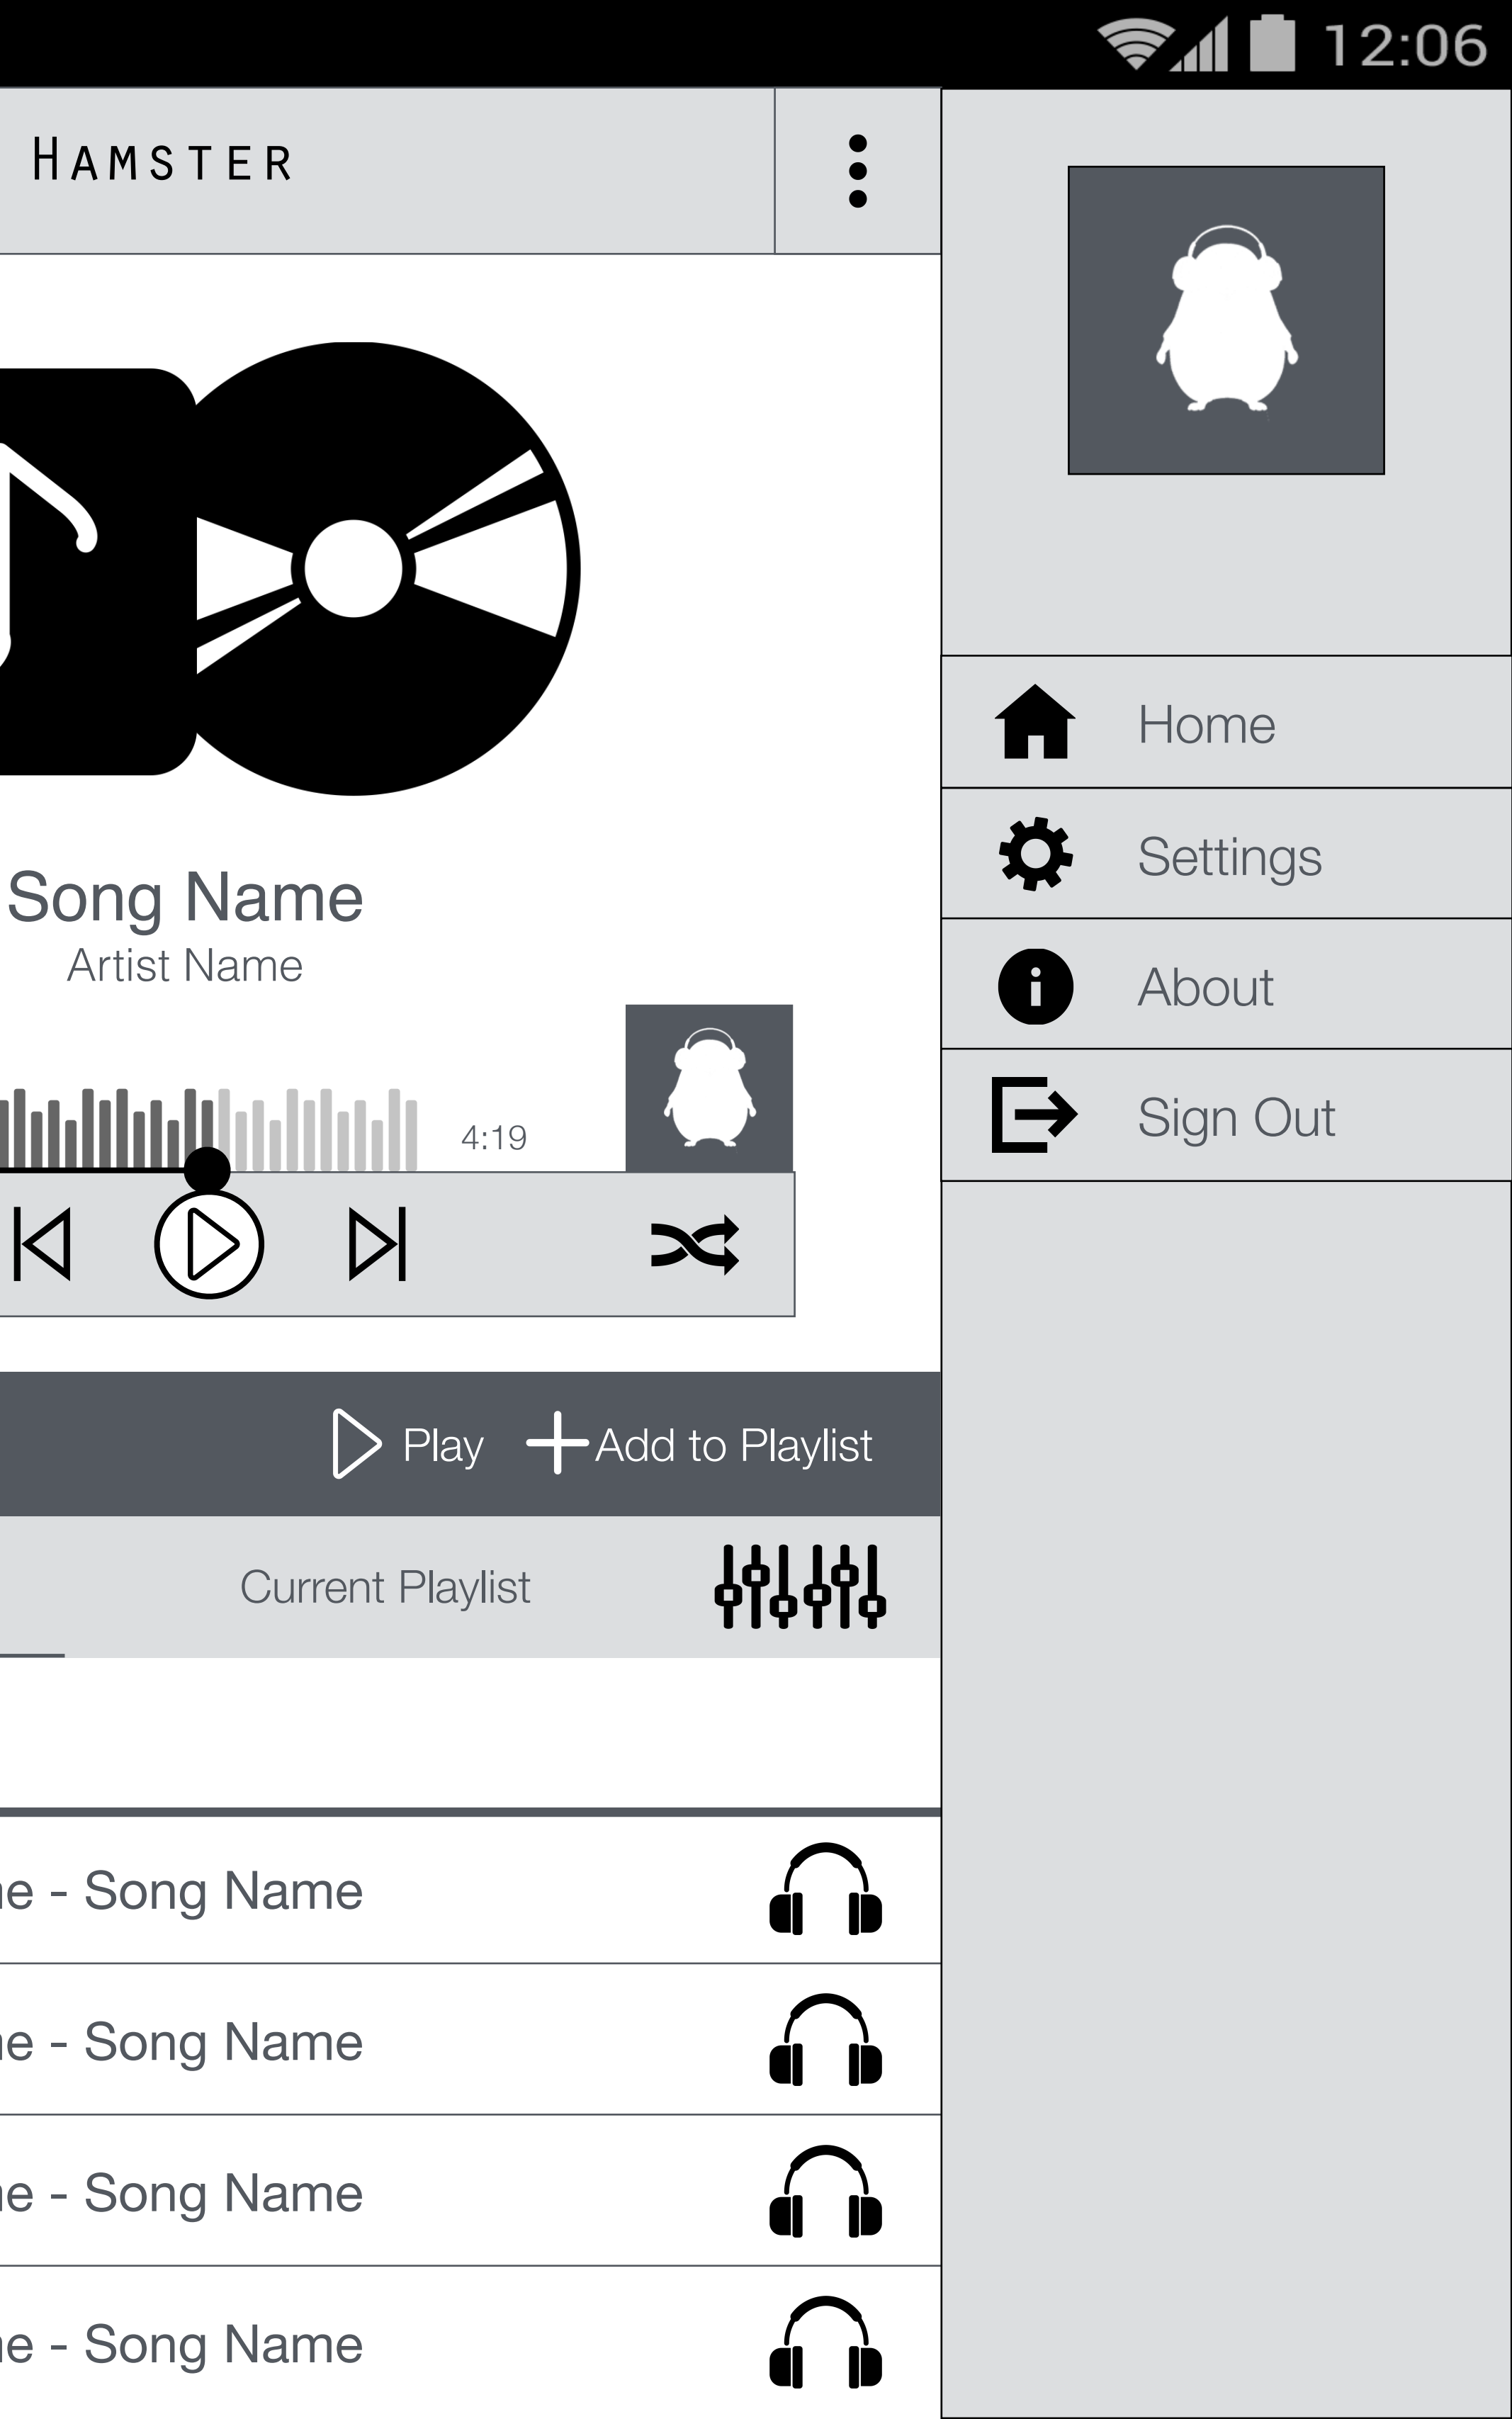 12:06
HAMSTER
Home
Settings
About
Sign Out
Song Name
Artist Name
4:19
Play
Add to Playlist
Current Playlist
e - Song Name
e - Song Name
e - Song Name
e - Song Name